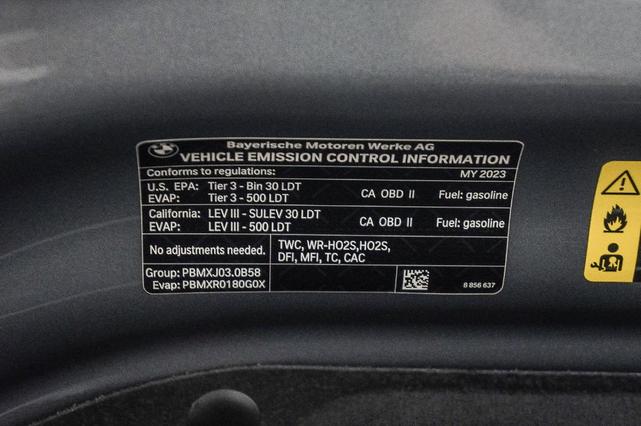 Bayerische Motoren Werke AG
VEHICLE EMISSION CONTROL INFORMATION
Conforms to regulations: MY 2023
U.S. EPA: Tier 3 - Bin 30 LDT
EVAP: Tier 3 - 500 LDT
CA OBD II Fuel: gasoline
California: LEV III - SULEV 30 LDT
EVAP: LEV III - 500 LDT
CA OBD II Fuel: gasoline
No adjustments needed.
TWC, WR-HO2S,HO2S,
DFI, MFI, TC, CAC
Group: PBMXJ03.0B58
Evap: PBMXR0180G0X
8 856 637